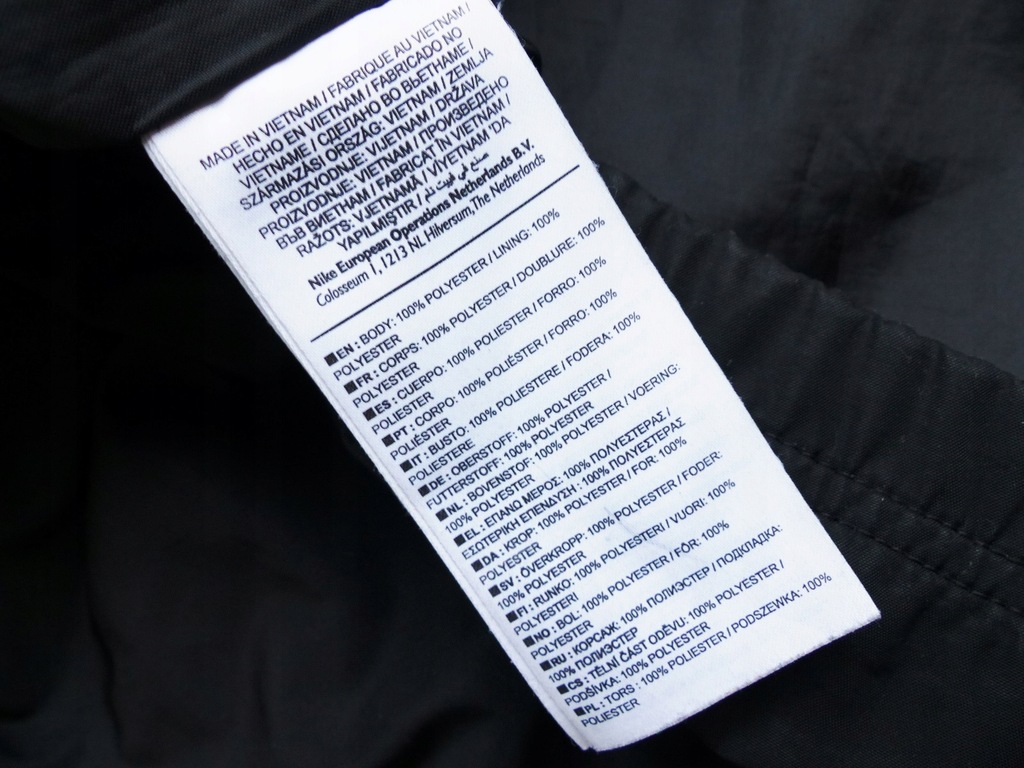 MADE IN VIETNAM / FABRIQUE AU VIETNAM /
HECHO EN VIETNAM / FABRICADO NO
VIETNAME / СДЕЛАНО ВО ВЬЕТНАМЕ /
SZÁRMAZÁSI ORSZÁG: VIETNAM / ZEMLJA
PROIZVODNJE: VIJETNAM / DRŽAVA
PROIZVODNJE: VIETNAM / ПРОИЗВЕДЕНО
ВЪВ ВИЕТНАМ / FABRICAT ÎN VIETNAM /
RAŽOTS: VJETNAMĀ / VİYETNAM 'DA
YAPILMIŞTIR / صنع في فيت نام
Nike European Operations Netherlands B.V.
Colosseum 1, 1213 NL Hilversum, The Netherlands
■EN : BODY: 100% POLYESTER / LINING: 100%
POLYESTER
■FR : CORPS: 100% POLYESTER / DOUBLURE: 100%
POLYESTER
■ES : CUERPO: 100% POLIESTER / FORRO: 100%
POLIESTER
■PT : CORPO: 100% POLIÉSTER / FORRO: 100%
POLIÉSTER
■IT : BUSTO: 100% POLIESTERE / FODERA: 100%
POLIESTERE
■DE : OBERSTOFF: 100% POLYESTER /
FUTTERSTOFF: 100% POLYESTER
■NL : BOVENSTOF: 100% POLYESTER / VOERING:
100% POLYESTER
■EL : ΕΠΑΝΩ ΜΕΡΟΣ: 100% ΠΟΛΥΕΣΤΕΡΑΣ /
ΕΣΩΤΕΡΙΚΗ ΕΠΕΝΔΥΣΗ : 100% ΠΟΛΥΕΣΤΕΡΑΣ
■DA : KROP: 100% POLYESTER / FOR: 100%
POLYESTER
■SV : ÖVERKROPP: 100% POLYESTER / FODER:
100% POLYESTER
■FI : RUNKO: 100% POLYESTERI / VUORI: 100%
POLYESTERI
■NO : BOL: 100% POLYESTER / FÔR: 100%
POLYESTER
■RU : КОРСАЖ: 100% ПОЛИЭСТЕР / ПОДКЛАДКА:
100% ПОЛИЭСТЕР
■CS : TĚLNÍ ČÁST ODĚVU: 100% POLYESTER /
PODŠÍVKA: 100% POLYESTER
■PL : TORS : 100% POLIESTER / PODSZEWKA: 100%
POLIESTER